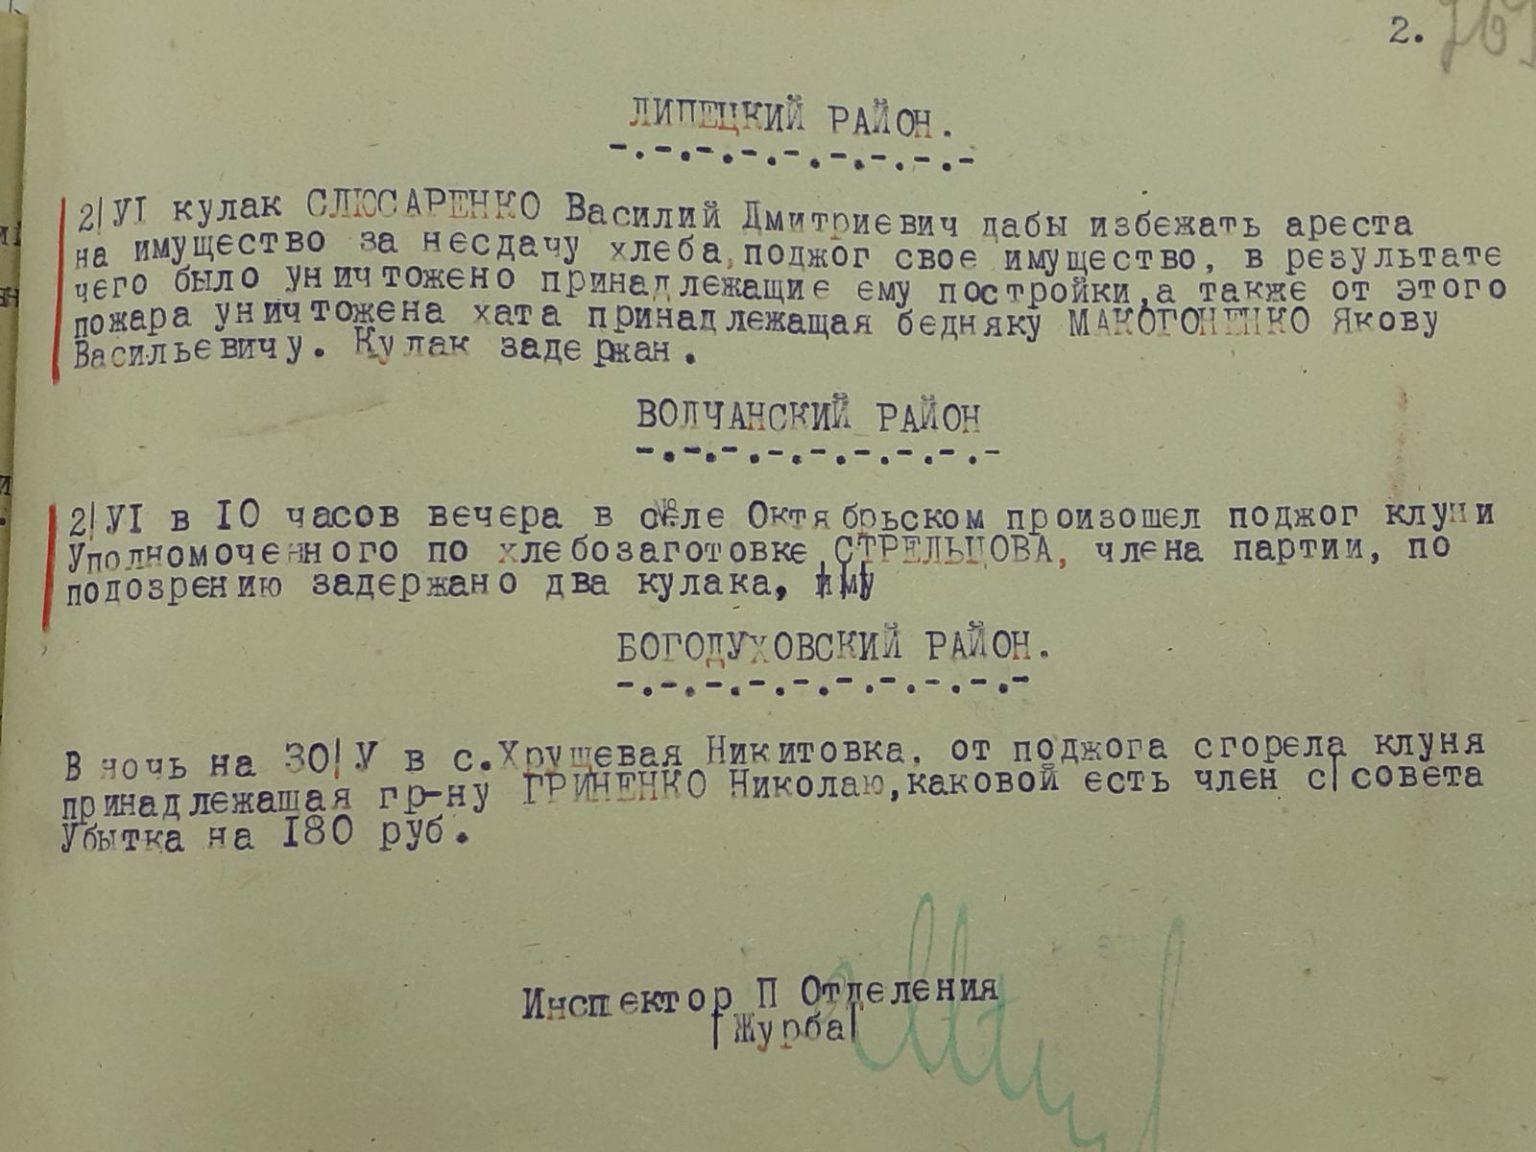 2.
ЛИПЕЦКИЙ РАЙОН.
-.-.-.-.-.-.-.-.-
2/УІ кулак СЛЮСАРЕНКО Василий Дмитриевич дабы избежать ареста
на имущество за несдачу хлеба, поджог свое имущество, в результате
чего было уничтожено принадлежащие ему постройки, а также от этого
пожара уничтожена хата принадлежащая бедняку МАКОГОНЕНКО Якову
Васильевичу. Кулак задержан.
ВОЛЧАНСКИЙ РАЙОН
-.-.-.-.-.-.-.-.-
2/УІ в ІО часов вечера в селе Октябрьском произошел поджог клуни
Уполномоченного по хлебозаготовке СТРЕЛЬЦОВА, члена партии, по
подозрению задержано два кулака,
БОГОДУХОВСКИЙ РАЙОН.
-.-.-.-.-.-.-.-.-.-
В ночь на 30/У в с.Хрущевая Никитовка, от поджога сгорела клуня
принадлежащая гр-ну ГРИНЕНКО Николаю, каковой есть член с/совета
Убытка на І80 руб.
Инспектор П Отделения
/Журба/